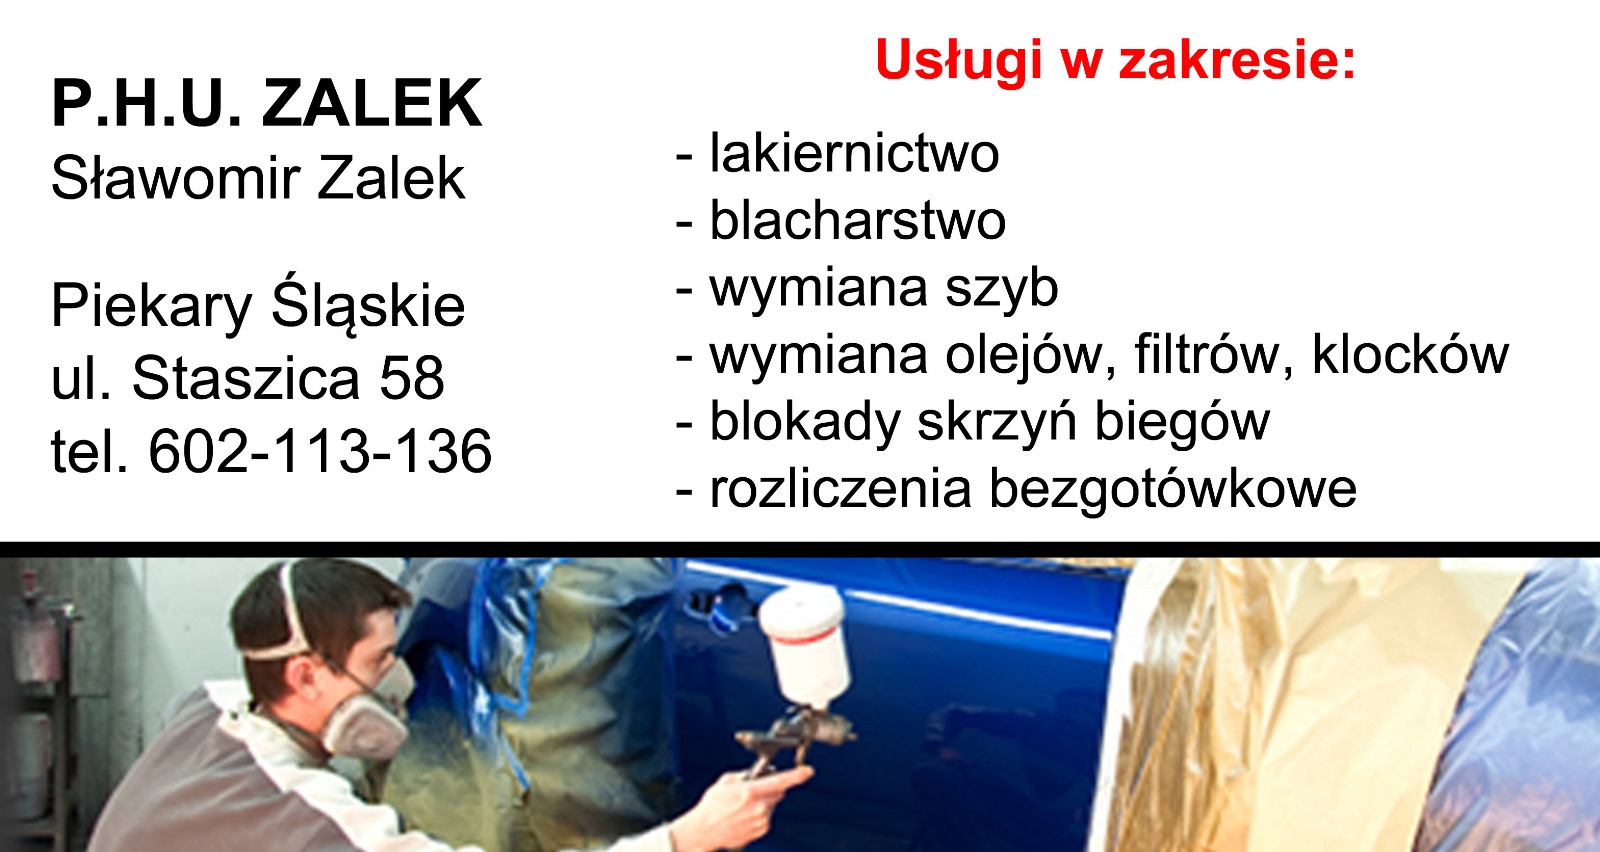 P.H.U. ZALEK
Sławomir Zalek
Piekary Śląskie
ul. Staszica 58
tel. 602-113-136
Usługi w zakresie:
- lakiernictwo
- blacharstwo
- wymiana szyb
- wymiana olejów, filtrów, klocków
- blokady skrzyń biegów
- rozliczenia bezgotówkowe